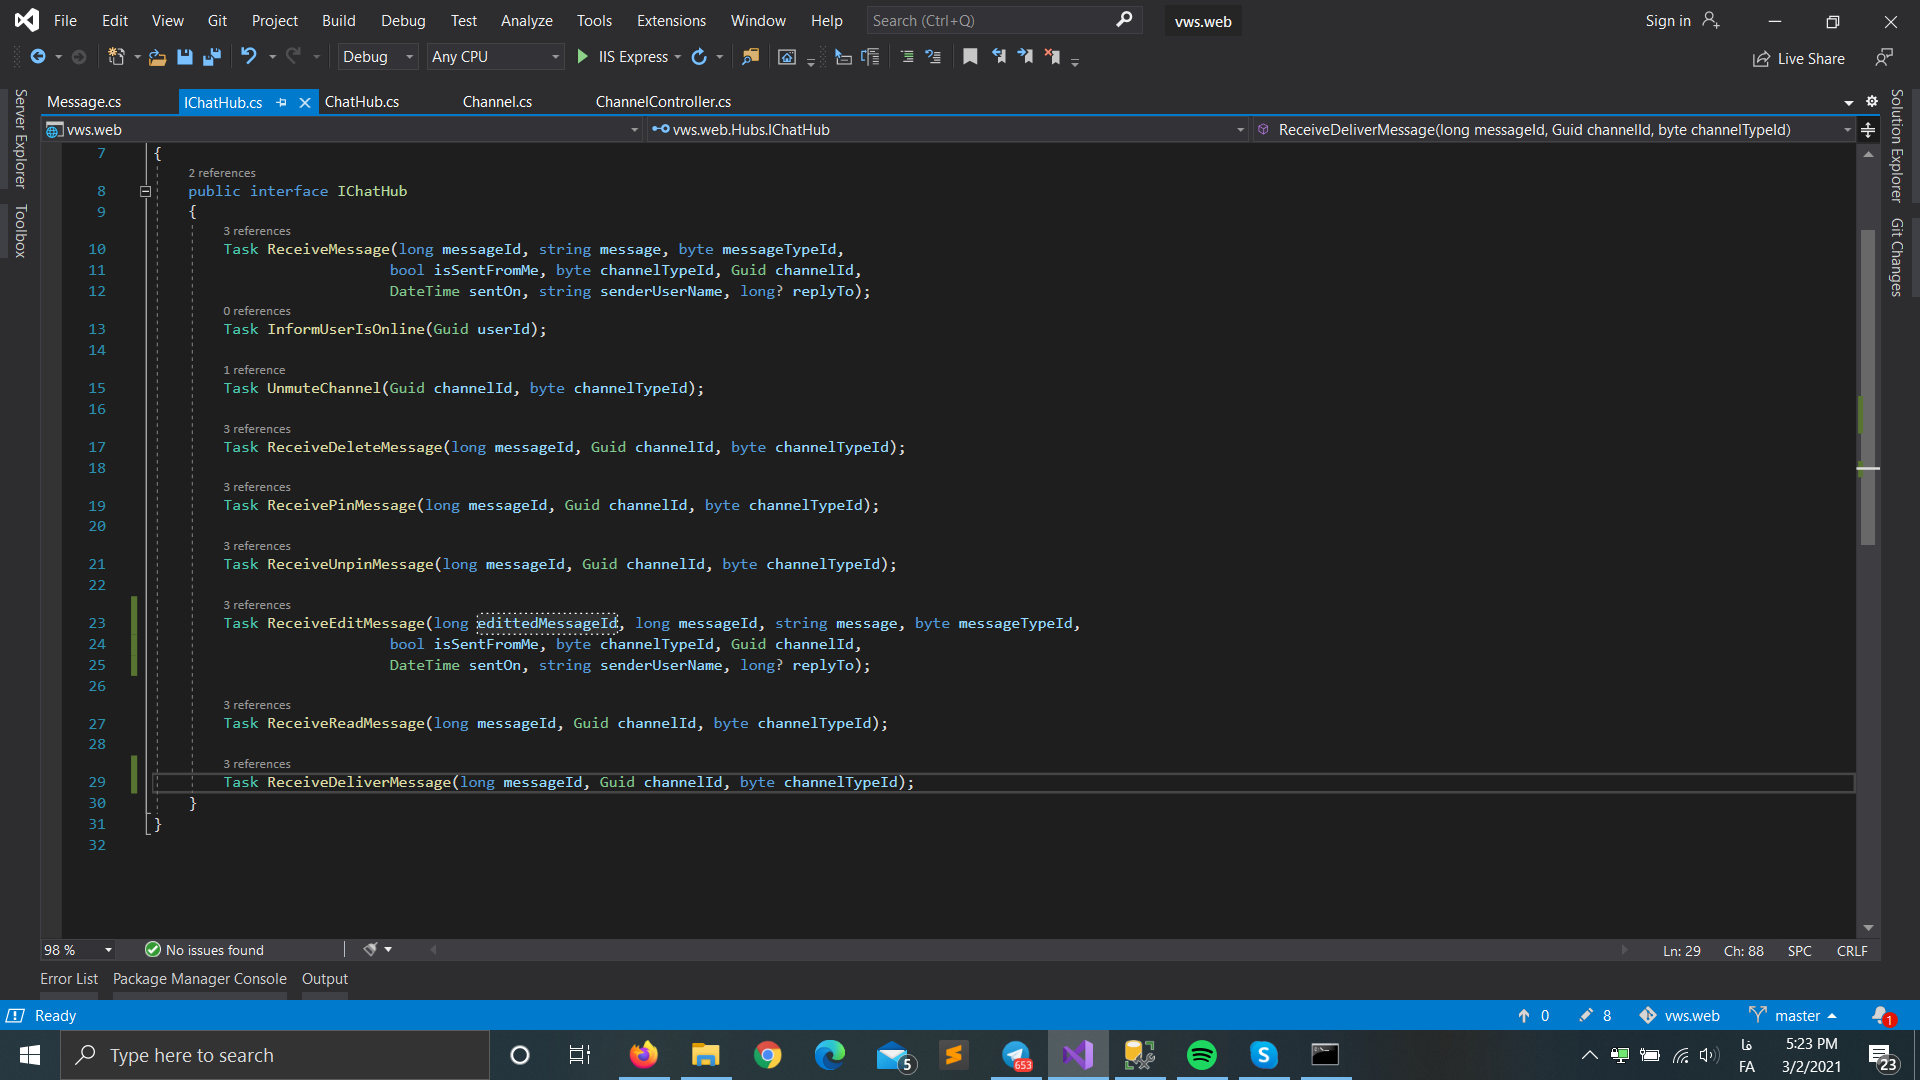 File Edit View Git Project Build Debug Test Analyze Tools Extensions Window Help Search (Ctrl+Q) vws.web Sign in
Debug Any CPU IIS Express Live Share
Message.cs IChatHub.cs ChatHub.cs Channel.cs ChannelController.cs
vws.web vws.web.Hubs.IChatHub ReceiveDeliverMessage(long messageId, Guid channelId, byte channelTypeId)
Server Explorer
Toolbox
Solution Explorer
Git Changes
7 {
2 references
8 public interface IChatHub
9 {
3 references
10 Task ReceiveMessage(long messageId, string message, byte messageTypeId,
11 bool isSentFromMe, byte channelTypeId, Guid channelId,
12 DateTime sentOn, string senderUserName, long? replyTo);
0 references
13 Task InformUserIsOnline(Guid userId);
14
1 reference
15 Task UnmuteChannel(Guid channelId, byte channelTypeId);
16
3 references
17 Task ReceiveDeleteMessage(long messageId, Guid channelId, byte channelTypeId);
18
3 references
19 Task ReceivePinMessage(long messageId, Guid channelId, byte channelTypeId);
20
3 references
21 Task ReceiveUnpinMessage(long messageId, Guid channelId, byte channelTypeId);
22
3 references
23 Task ReceiveEditMessage(long edittedMessageId, long messageId, string message, byte messageTypeId,
24 bool isSentFromMe, byte channelTypeId, Guid channelId,
25 DateTime sentOn, string senderUserName, long? replyTo);
26
3 references
27 Task ReceiveReadMessage(long messageId, Guid channelId, byte channelTypeId);
28
3 references
29 Task ReceiveDeliverMessage(long messageId, Guid channelId, byte channelTypeId);
30 }
31 }
32
98 % No issues found Ln: 29 Ch: 88 SPC CRLF
Error List Package Manager Console Output
Ready 0 8 vws.web master 1
Type here to search 5 653 فا 5:23 PM
FA 3/2/2021 23